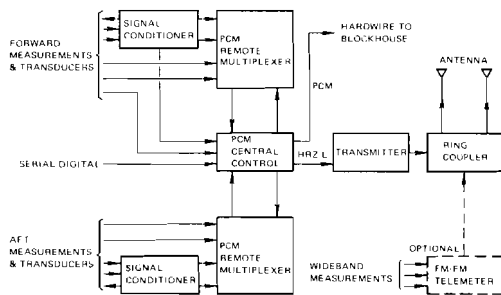 SIGNAL
CONDITIONER
FORWARD
MEASUREMENTS
& TRANSDUCERS
PCM
REMOTE
MULTIPLEXER
HARDWIRE TO
BLOCKHOUSE
PCM
ANTENNA
SERIAL DIGITAL
PCM
CENTRAL
CONTROL
HRZ L
TRANSMITTER
RING
COUPLER
AFT
MEASUREMENTS
& TRANSDUCERS
SIGNAL
CONDITIONER
PCM
REMOTE
MULTIPLEXER
OPTIONAL
WIDEBAND
MEASUREMENTS
FM/FM
TELEMETER